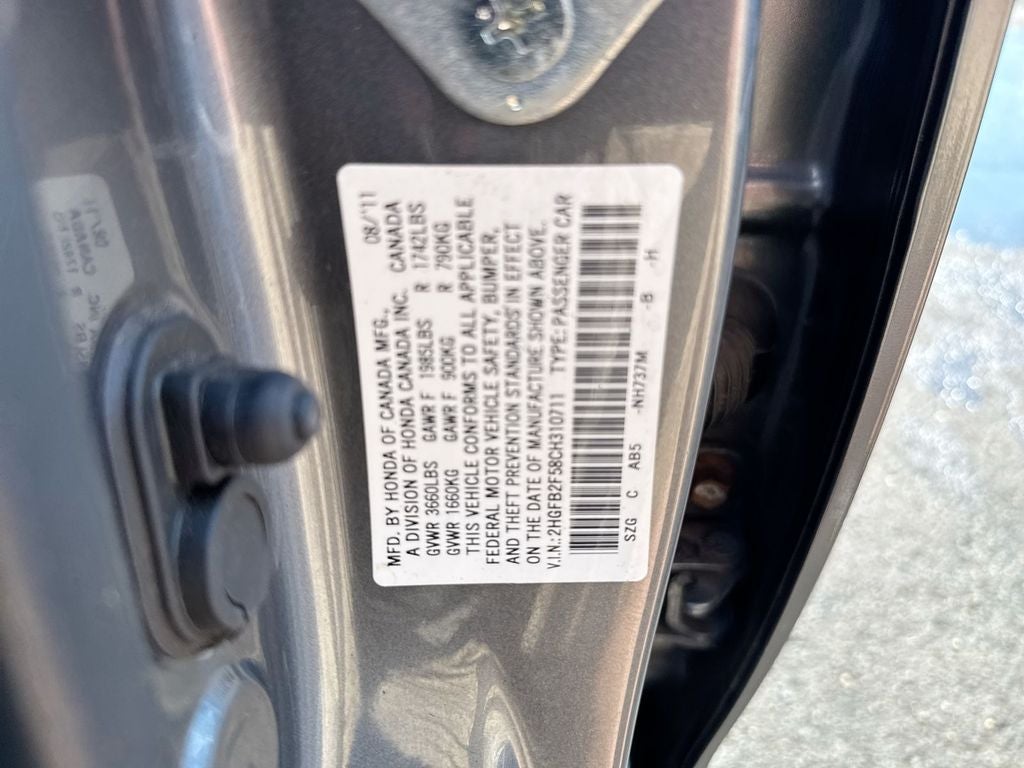 MFD. BY HONDA OF CANADA MFG., 08/'11
A DIVISION OF HONDA CANADA INC. CANADA
GVWR 3660LBS GAWR F 1985LBS R 1742LBS
GVWR 1660KG GAWR F 900KG R 790KG
THIS VEHICLE CONFORMS TO ALL APPLICABLE
FEDERAL MOTOR VEHICLE SAFETY, BUMPER,
AND THEFT PREVENTION STANDARDS IN EFFECT
ON THE DATE OF MANUFACTURE SHOWN ABOVE.
V.I.N.:2HGFB2F58CH310711 TYPE:PASSENGER CAR
SZG C AB5 -NH737M -B -H